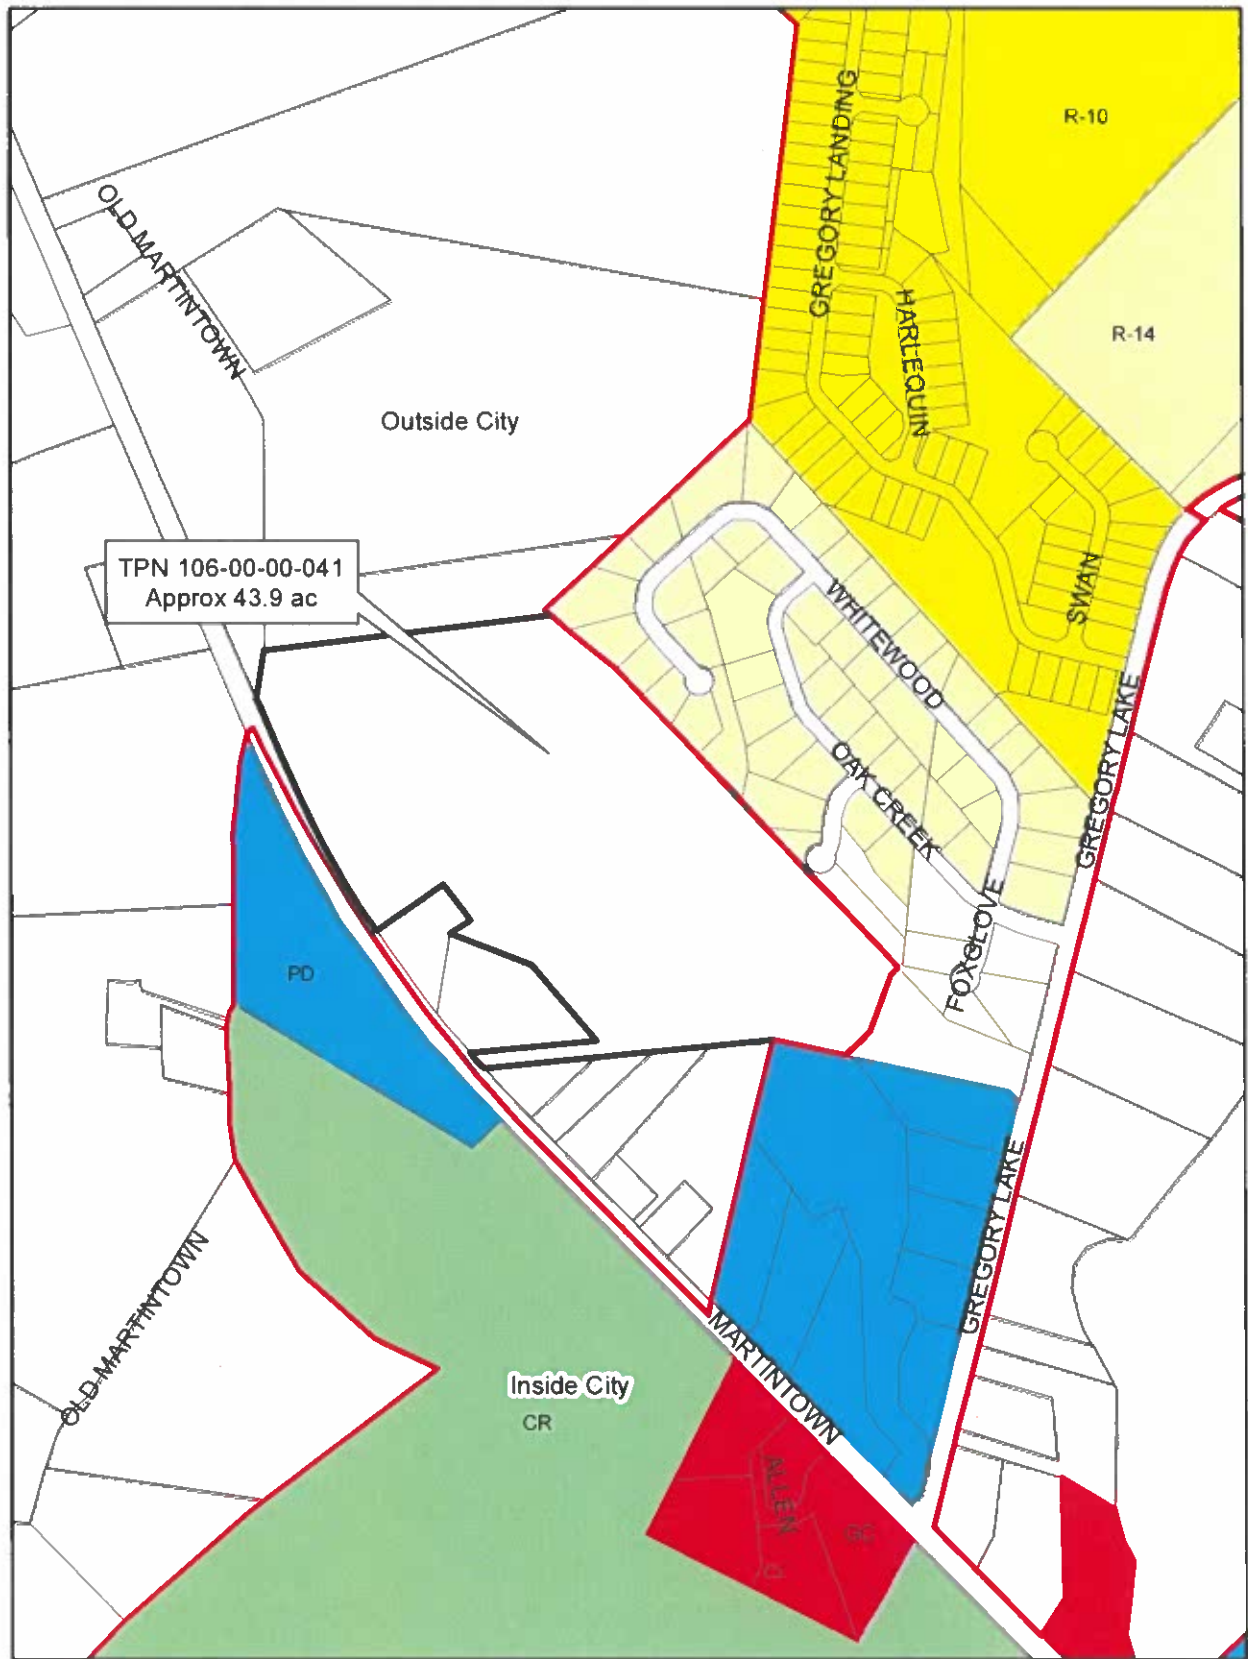 R-10
GREGORY LANDING
OLD MARTINTOWN
HARLEQUIN
R-14
Outside City
TPN 106-00-00-041
Approx 43.9 ac
SWAN
WHITEWOOD
GREGORY LAKE
OAK CREEK
FOXGLOVE
PD
GREGORY LAKE
OLD MARTINTOWN
MARTINTOWN
Inside City
CR
ALLEN
GC